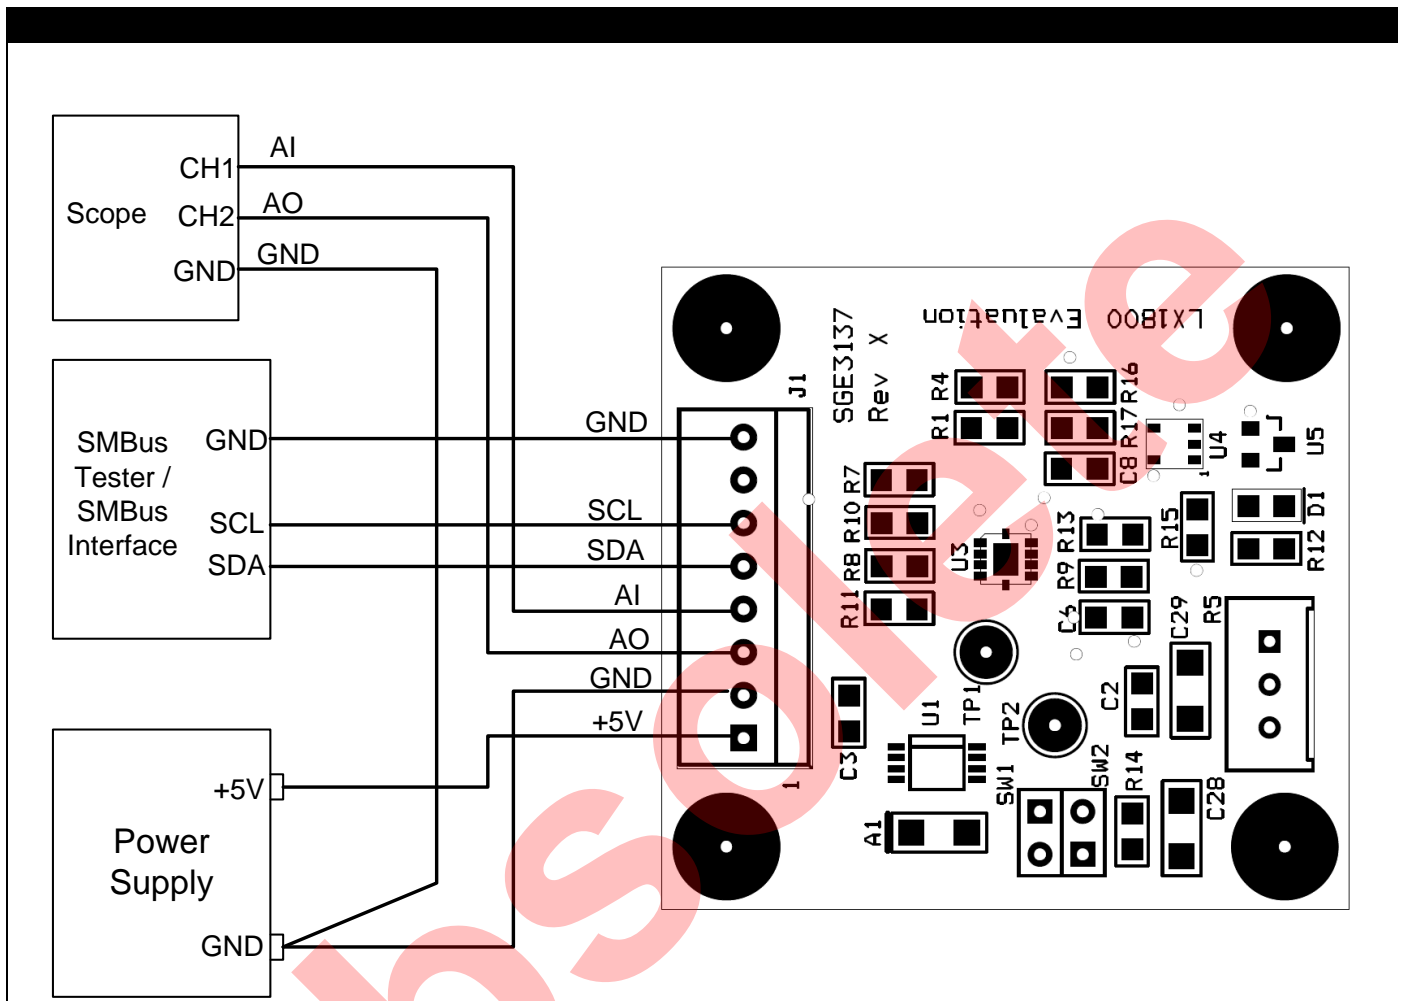 Scope
CH1
CH2
GND
AI
AO
GND
SMBus
Tester /
SMBus
Interface
GND
SCL
SDA
Power
Supply
+5V
GND
GND
SCL
SDA
AI
AO
GND
+5V
J1
1
SGE3137
Rev X
LX1800 Evaluation
R4
R1
R16
R17
C8
U4
1
U5
R7
R10
R8
R11
U3
R13
R9
C4
R15
D1
R12
C29
R5
C2
TP1
TP2
U1
C3
A1
SW1
SW2
R14
C28
obsolete